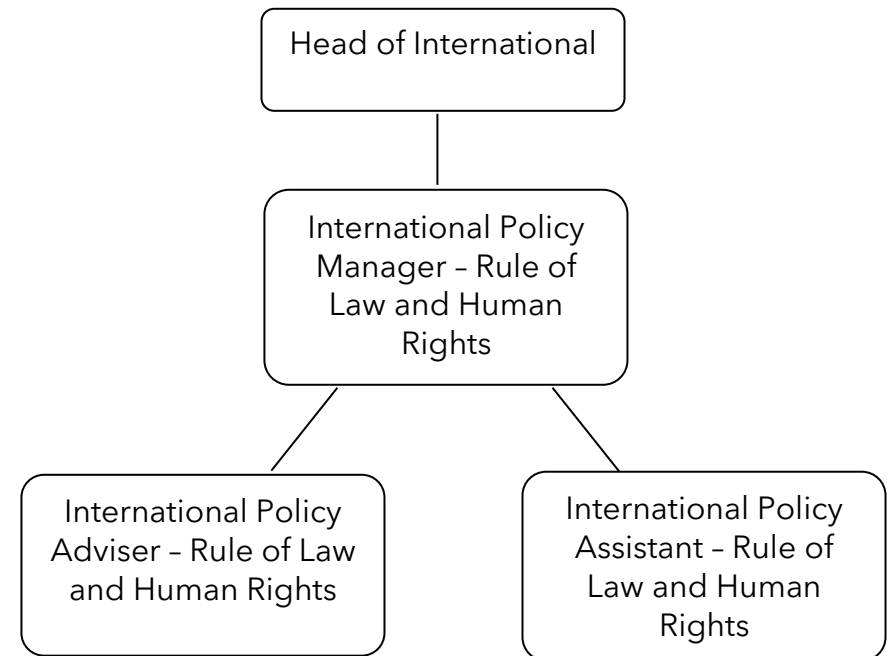 Head of International
International Policy
Manager – Rule of
Law and Human
Rights
International Policy
Adviser – Rule of Law
and Human Rights
International Policy
Assistant – Rule of
Law and Human
Rights